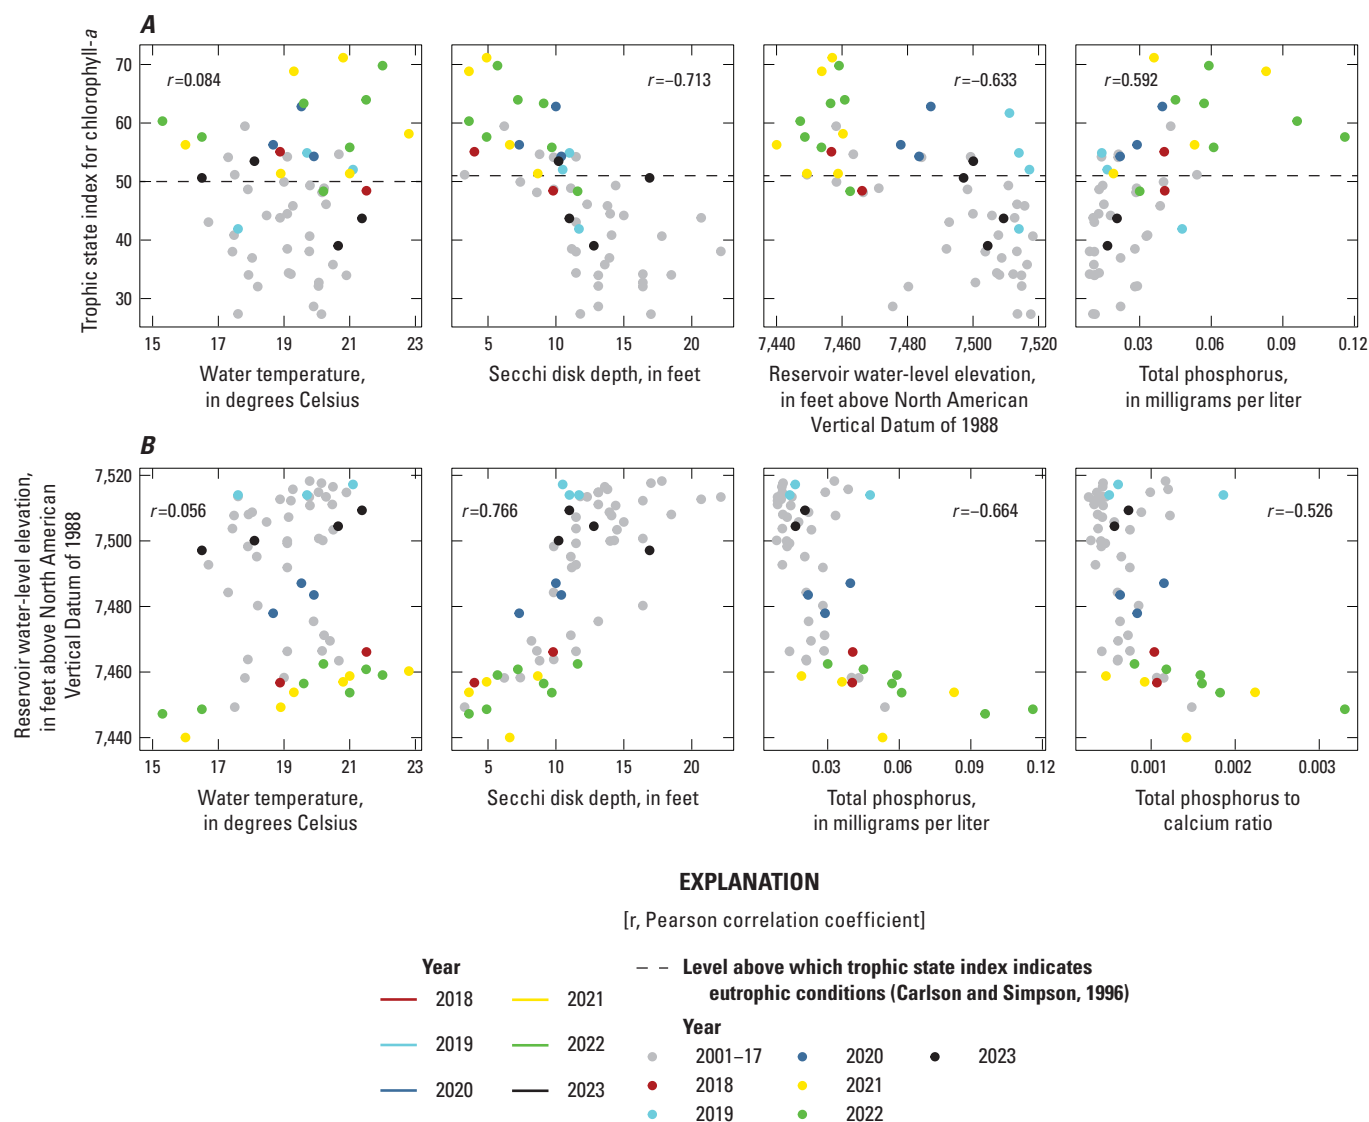 A
Trophic state index for chlorophyll-a
70
60
50
40
30
r=0.084
r=−0.713
r=−0.633
r=0.592
15 17 19 21 23
5 10 15 20
7,440 7,460 7,480 7,500 7,520
0.03 0.06 0.09 0.12
Water temperature,
in degrees Celsius
Secchi disk depth, in feet
Reservoir water-level elevation,
in feet above North American
Vertical Datum of 1988
Total phosphorus,
in milligrams per liter
B
Reservoir water-level elevation,
in feet above North American
Vertical Datum of 1988
7,520
7,500
7,480
7,460
7,440
r=0.056
r=0.766
r=−0.664
r=−0.526
15 17 19 21 23
5 10 15 20
0.03 0.06 0.09 0.12
0.001 0.002 0.003
Water temperature,
in degrees Celsius
Secchi disk depth, in feet
Total phosphorus,
in milligrams per liter
Total phosphorus to
calcium ratio
EXPLANATION
[r, Pearson correlation coefficient]
Year
2018
2019
2020
2021
2022
2023
Level above which trophic state index indicates
eutrophic conditions (Carlson and Simpson, 1996)
Year
2001–17
2018
2019
2020
2021
2022
2023